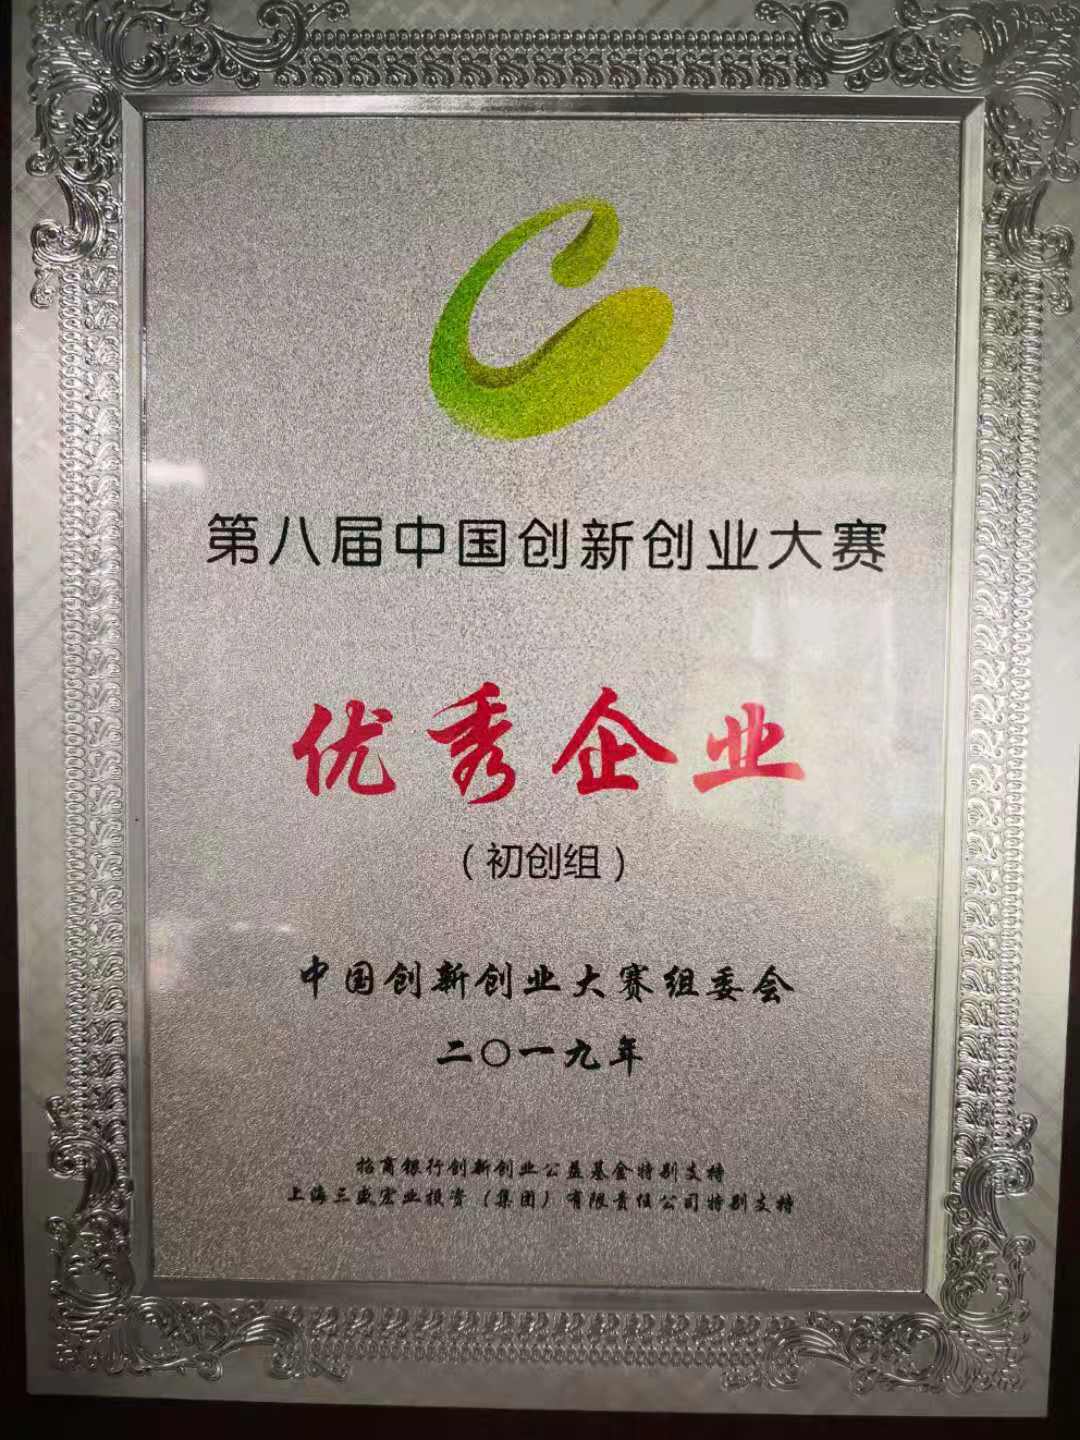 第八届中国创新创业大赛
优秀企业
（初创组）
中国创新创业大赛组委会
二〇一九年
招商银行创新创业公益基金特别支持
上海三盛宏业投资（集团）有限责任公司特别支持